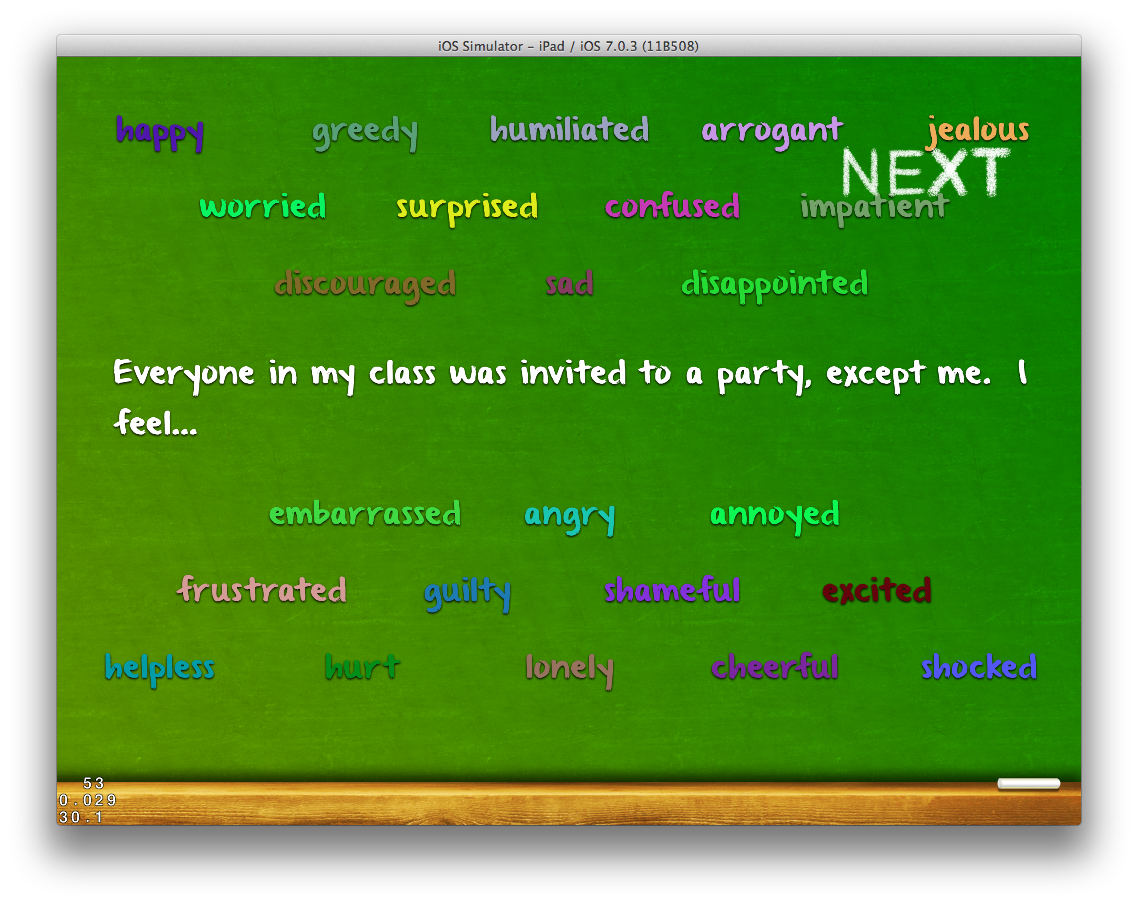 iOS Simulator - iPad / iOS 7.0.3 (11B508)
happy greedy humiliated arrogant jealous
NEXT
worried surprised confused impatient
discouraged sad disappointed
Everyone in my class was invited to a party, except me. I
feel...
embarrassed angry annoyed
frustrated guilty shameful excited
helpless hurt lonely cheerful shocked
53
0.029
30.1